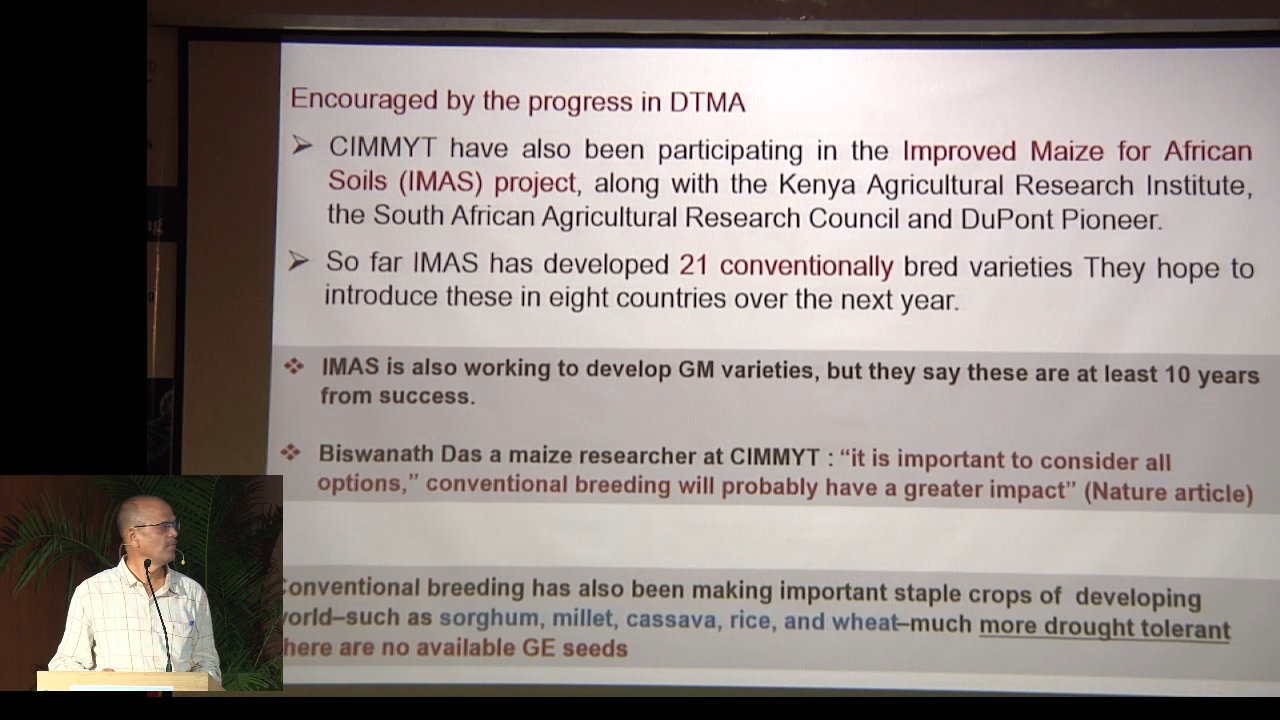 Encouraged by the progress in DTMA
CIMMYT have also been participating in the Improved Maize for African
Soils (IMAS) project, along with the Kenya Agricultural Research Institute,
the South African Agricultural Research Council and DuPont Pioneer.
So far IMAS has developed 21 conventionally bred varieties They hope to
introduce these in eight countries over the next year.
IMAS is also working to develop GM varieties, but they say these are at least 10 years
from success.
Biswanath Das a maize researcher at CIMMYT : “it is important to consider all
options,” conventional breeding will probably have a greater impact” (Nature article)
onventional breeding has also been making important staple crops of developing
orld–such as sorghum, millet, cassava, rice, and wheat–much more drought tolerant
here are no available GE seeds